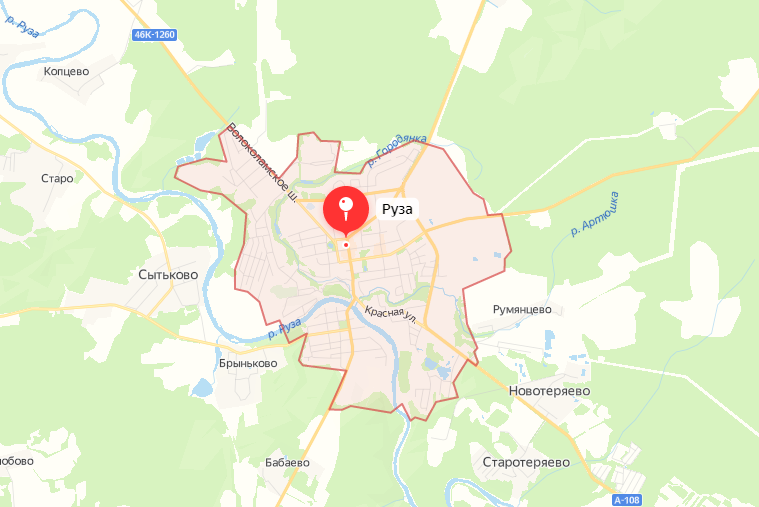 р. Руза
46К-1260
Копцево
Волоколамское ш.
р. Городянка
Старо
Руза
р. Артюшка
Сытьково
р. Руза
Красная ул.
Румянцево
Брыньково
Новотеряево
Бабаево
Старотеряево
А-108